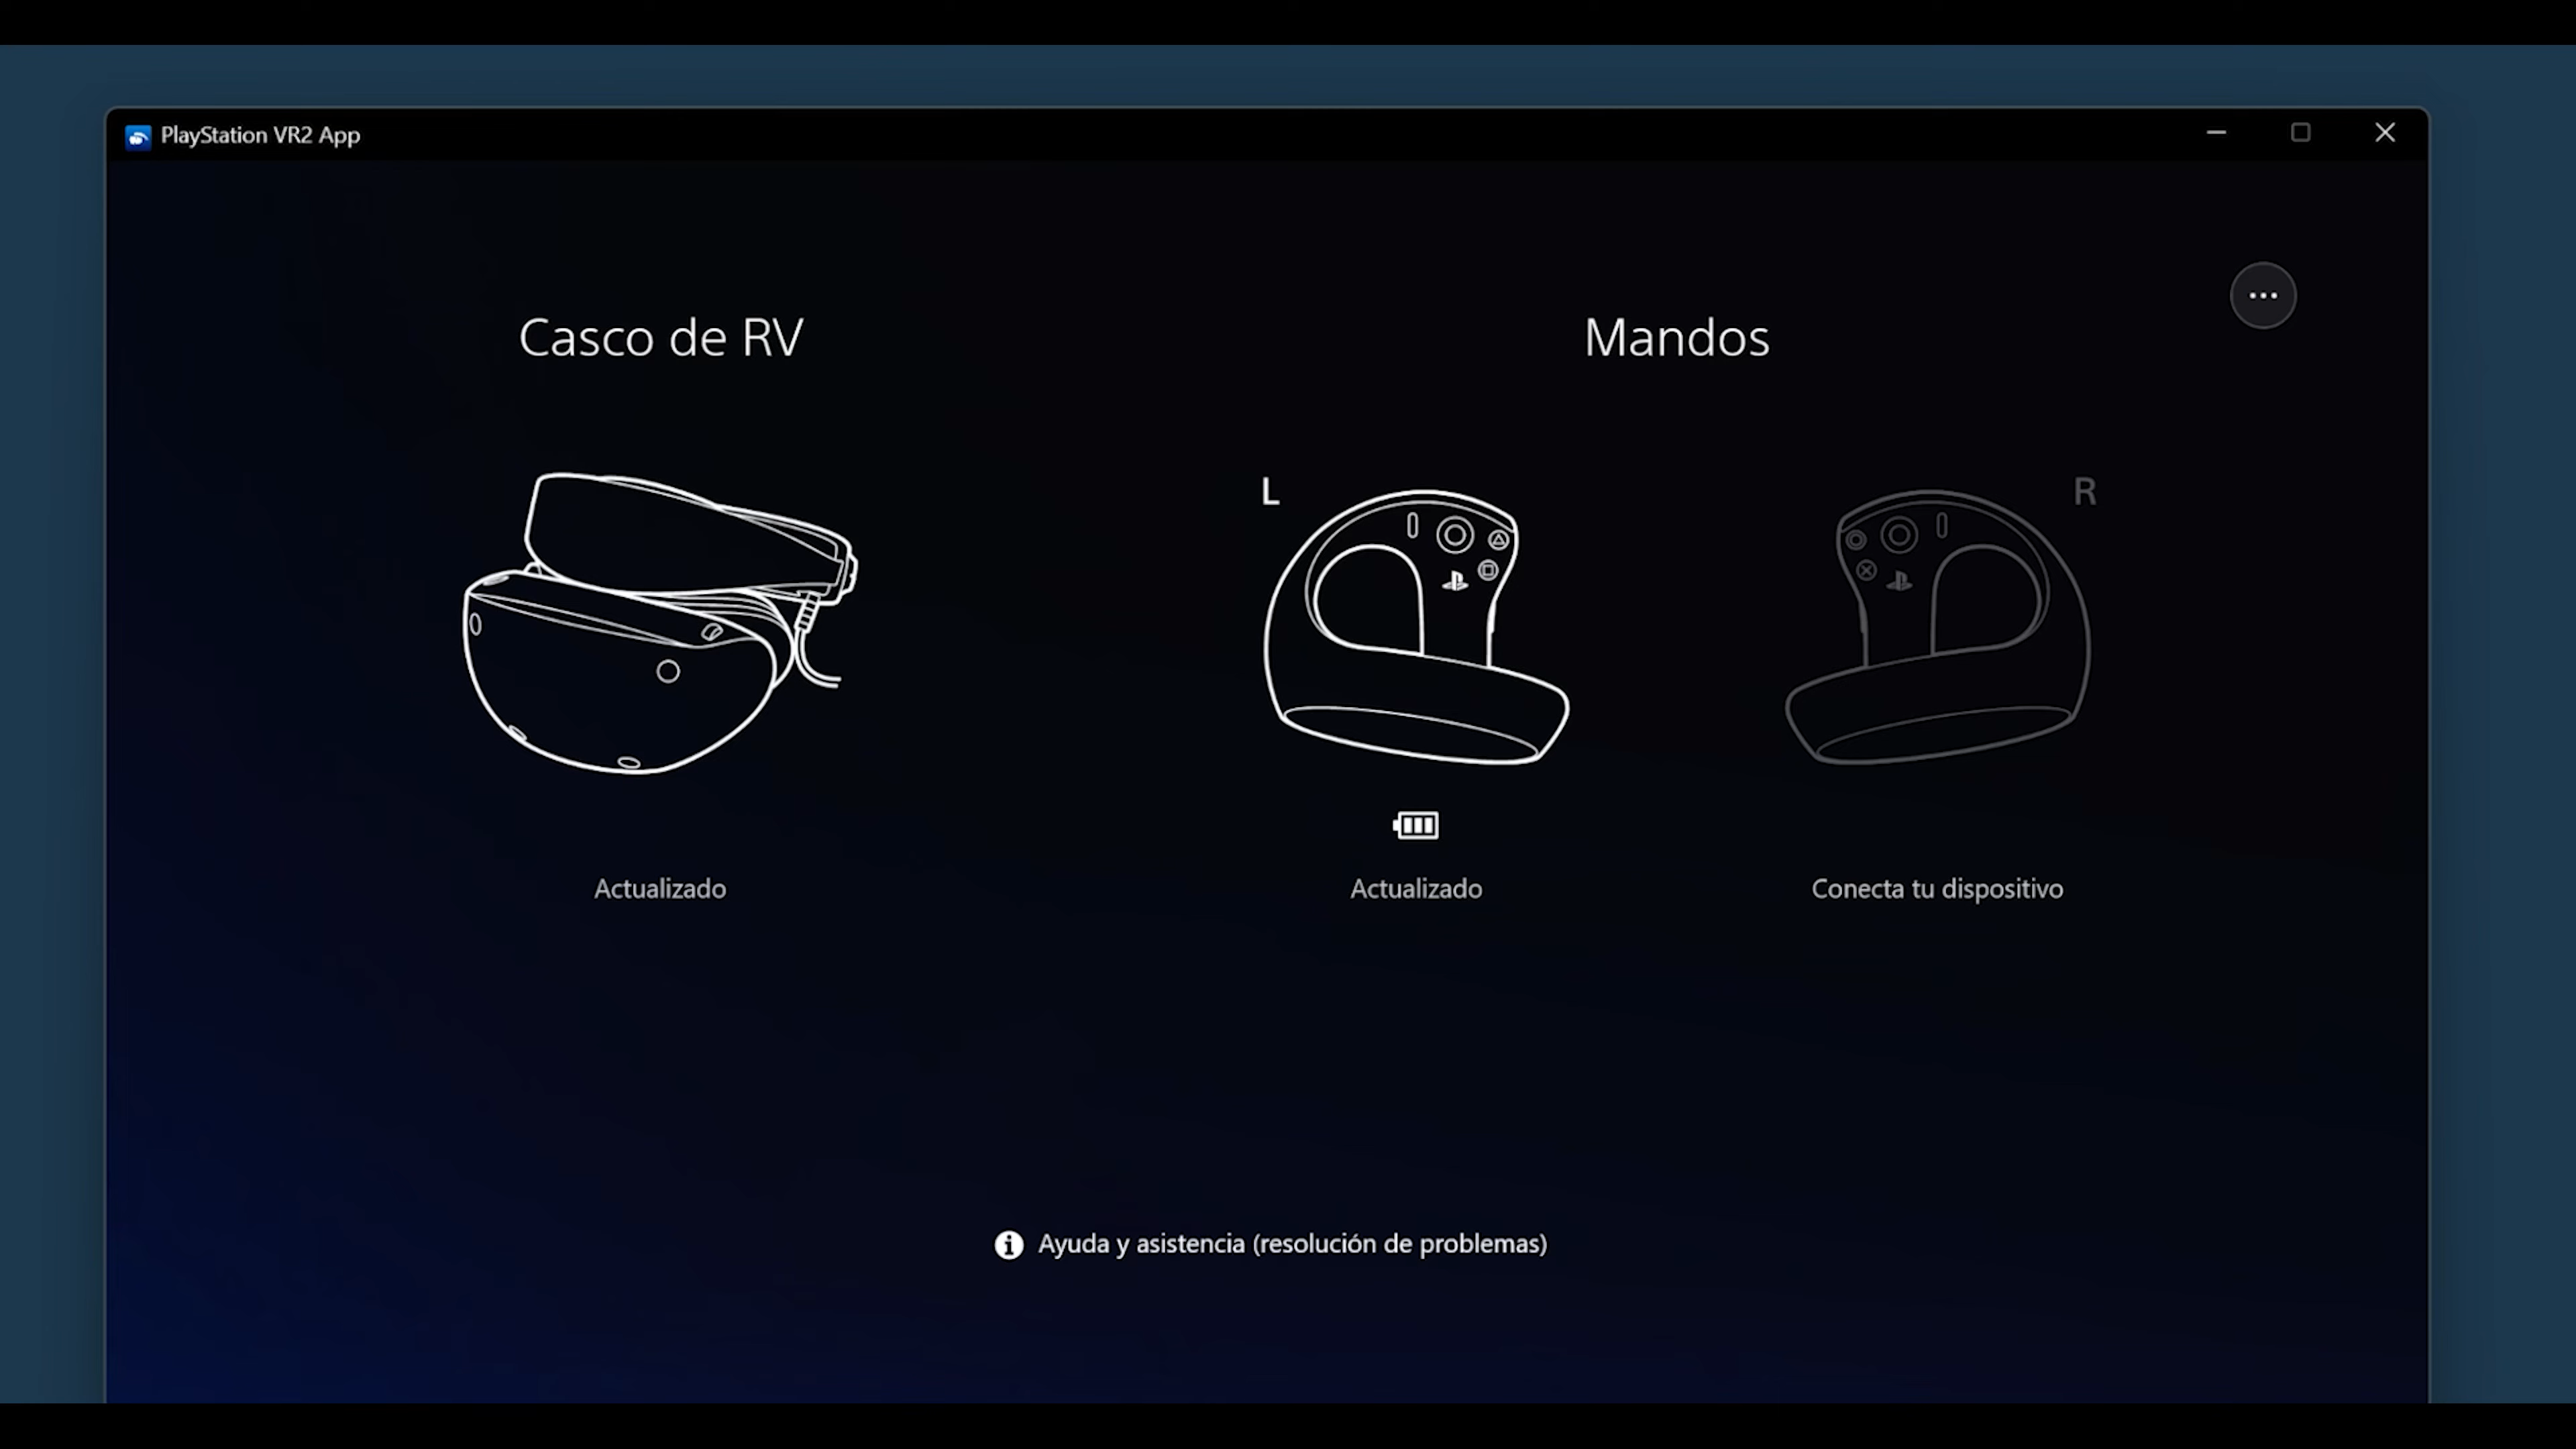 PlayStation VR2 App
Casco de RV
Mandos
L
R
Actualizado
Actualizado
Conecta tu dispositivo
Ayuda y asistencia (resolución de problemas)